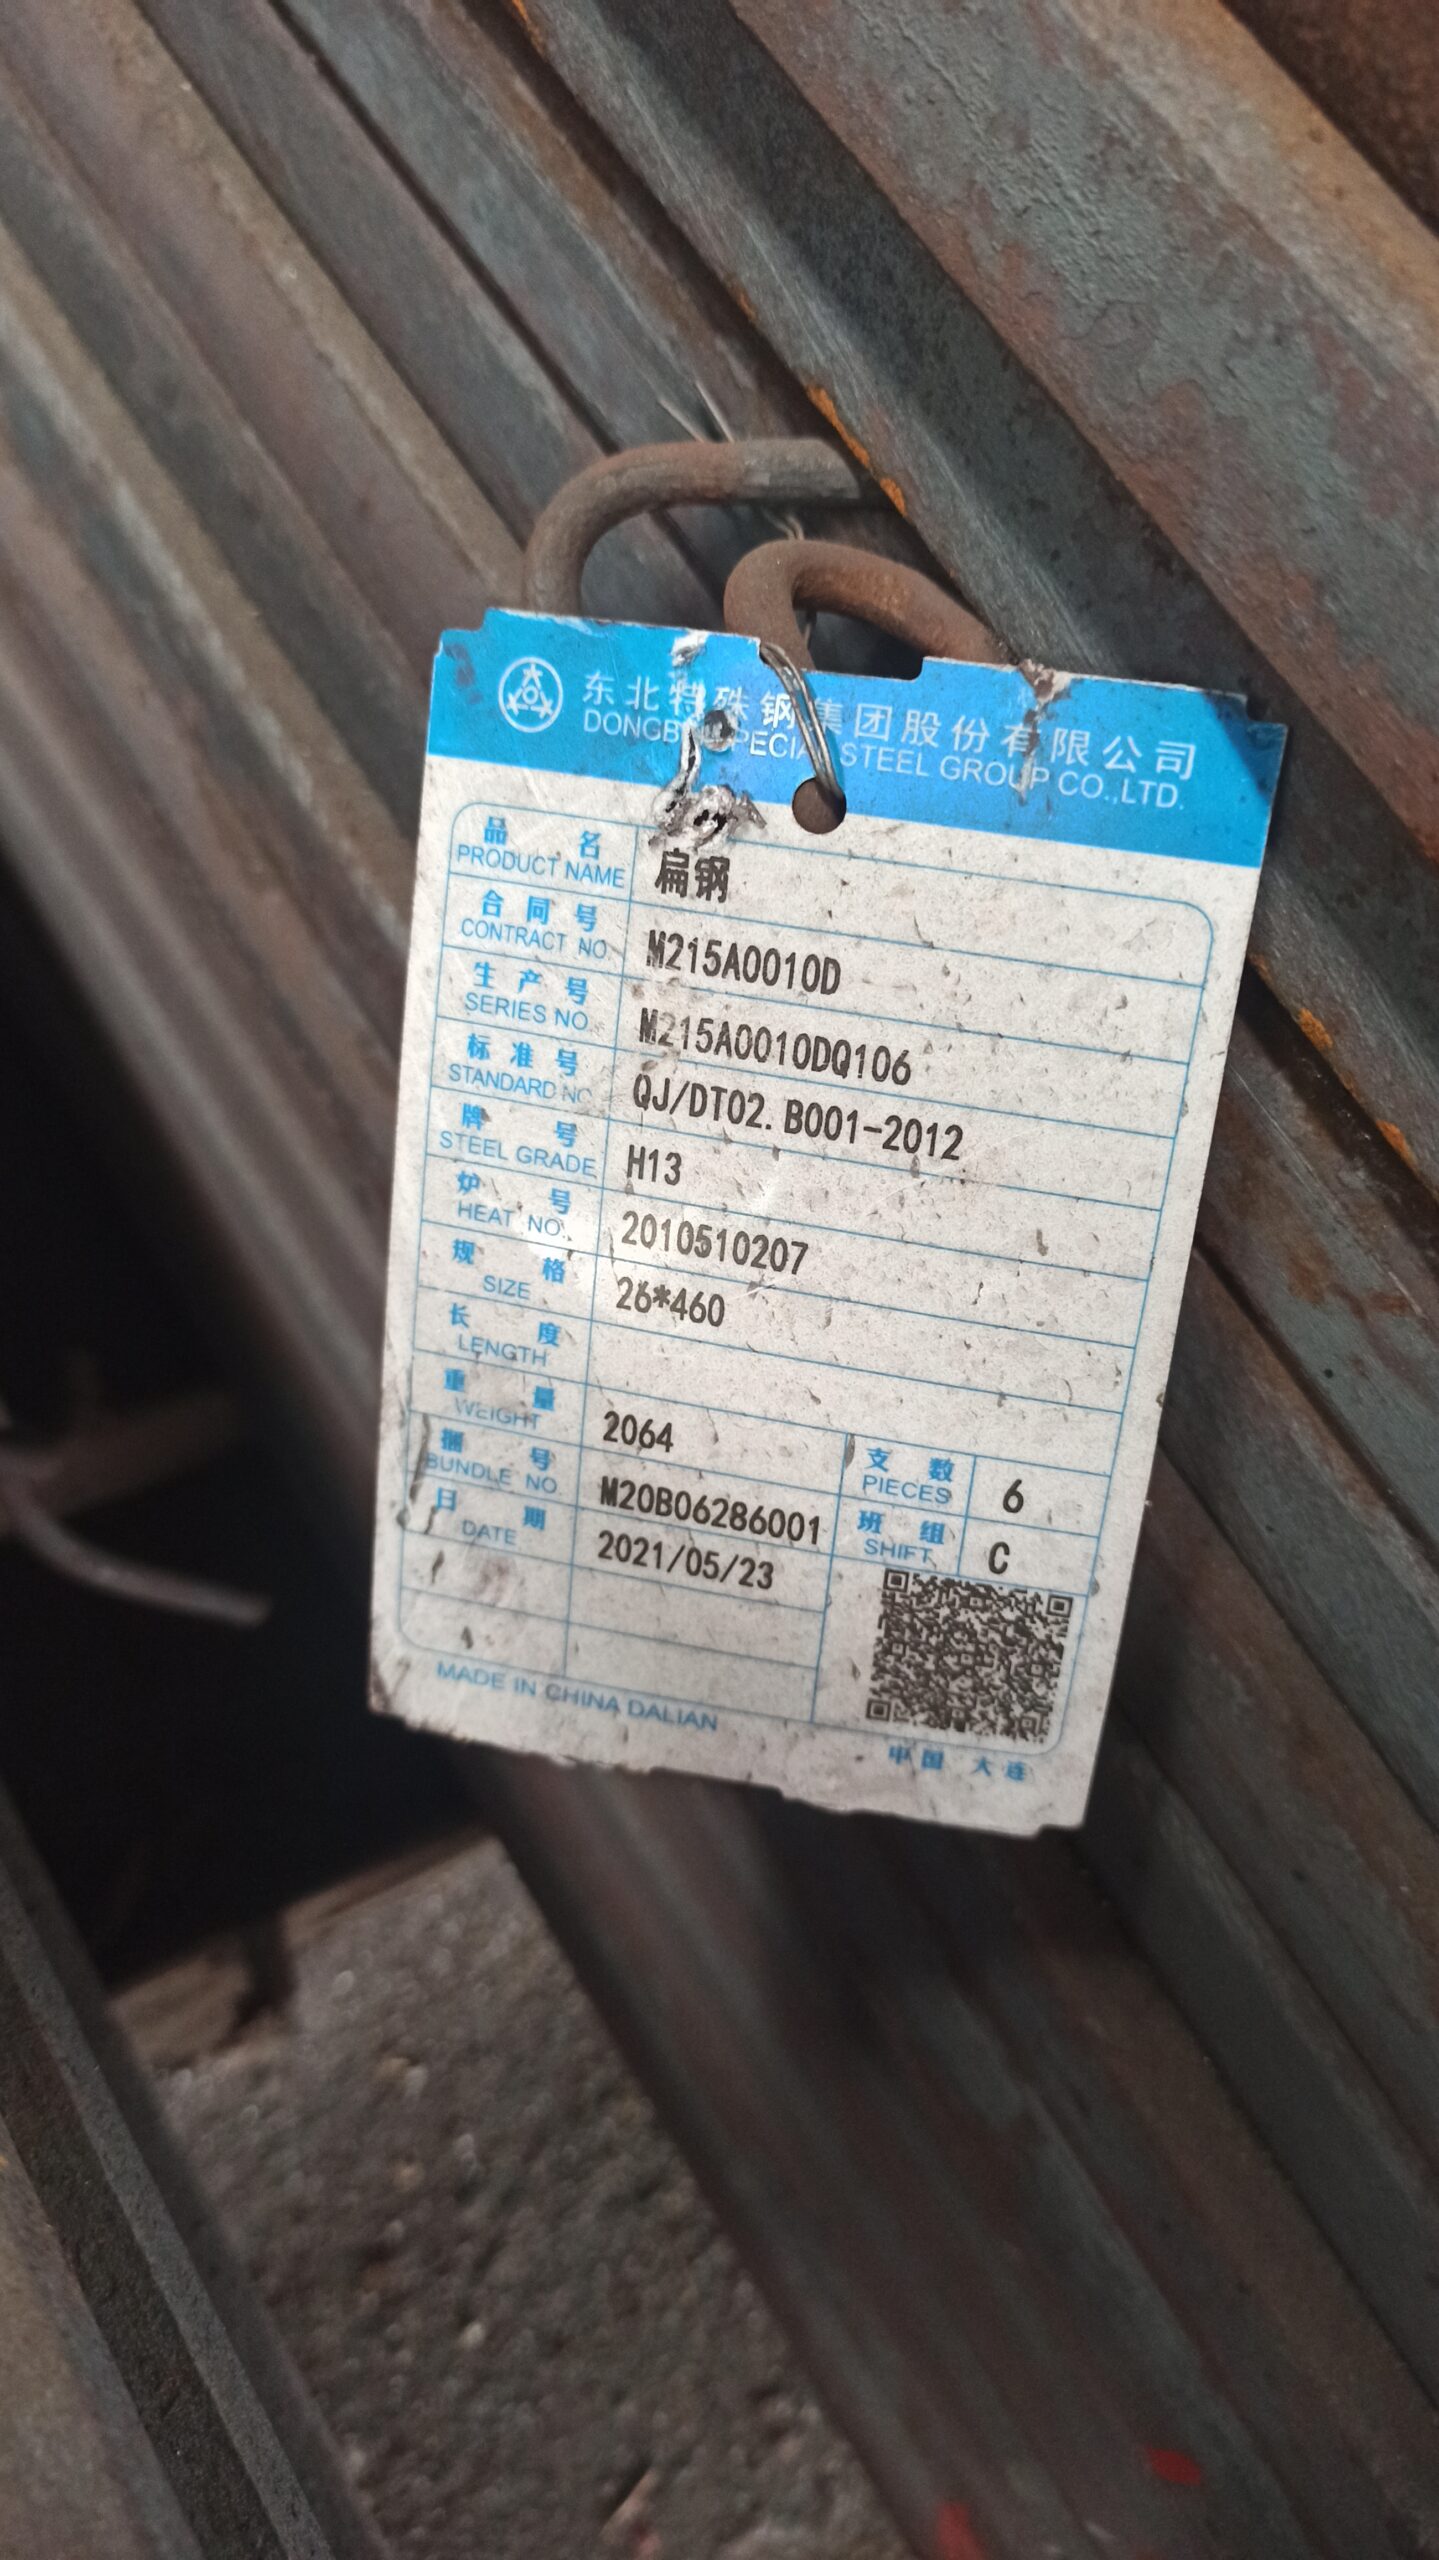 东北特殊钢集团股份有限公司
DONGBEI SPECIAL STEEL GROUP CO.,LTD.
品 名 扁钢
PRODUCT NAME
合 同 号 M215A0010D
CONTRACT NO.
生 产 号 M215A0010DQ106
SERIES NO.
标 准 号 QJ/DT02.B001-2012
STANDARD NO
牌 号 H13
STEEL GRADE
炉 号 2010510207
HEAT NO.
规 格 26*460
SIZE
长 度
LENGTH
重 量 2064 支 数 6
WEIGHT PIECES
捆 号 M20B06286001 班 组 C
BUNDLE NO. SHIFT
日 期 2021/05/23
DATE
MADE IN CHINA DALIAN
中国 大连